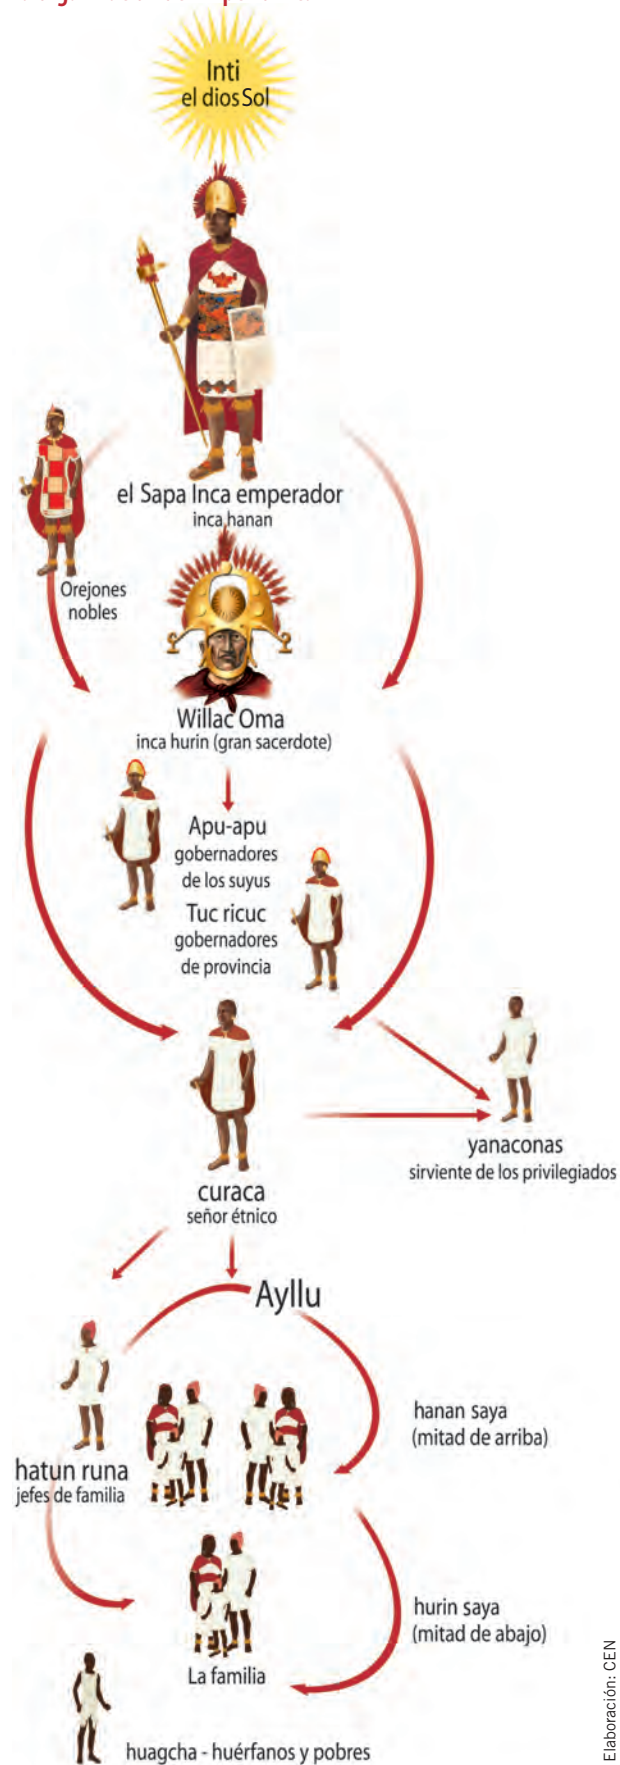 Inti
el dios Sol
el Sapa Inca emperador
inca hanan
Orejones
nobles
Willac Oma
inca hurin (gran sacerdote)
Apu-apu
gobernadores
de los suyus
Tuc ricuc
gobernadores
de provincia
yanaconas
sirviente de los privilegiados
curaca
señor étnico
Ayllu
hanan saya
(mitad de arriba)
hatun runa
jefes de familia
hurin saya
(mitad de abajo)
La familia
huagcha - huérfanos y pobres
Elaboración: CEN